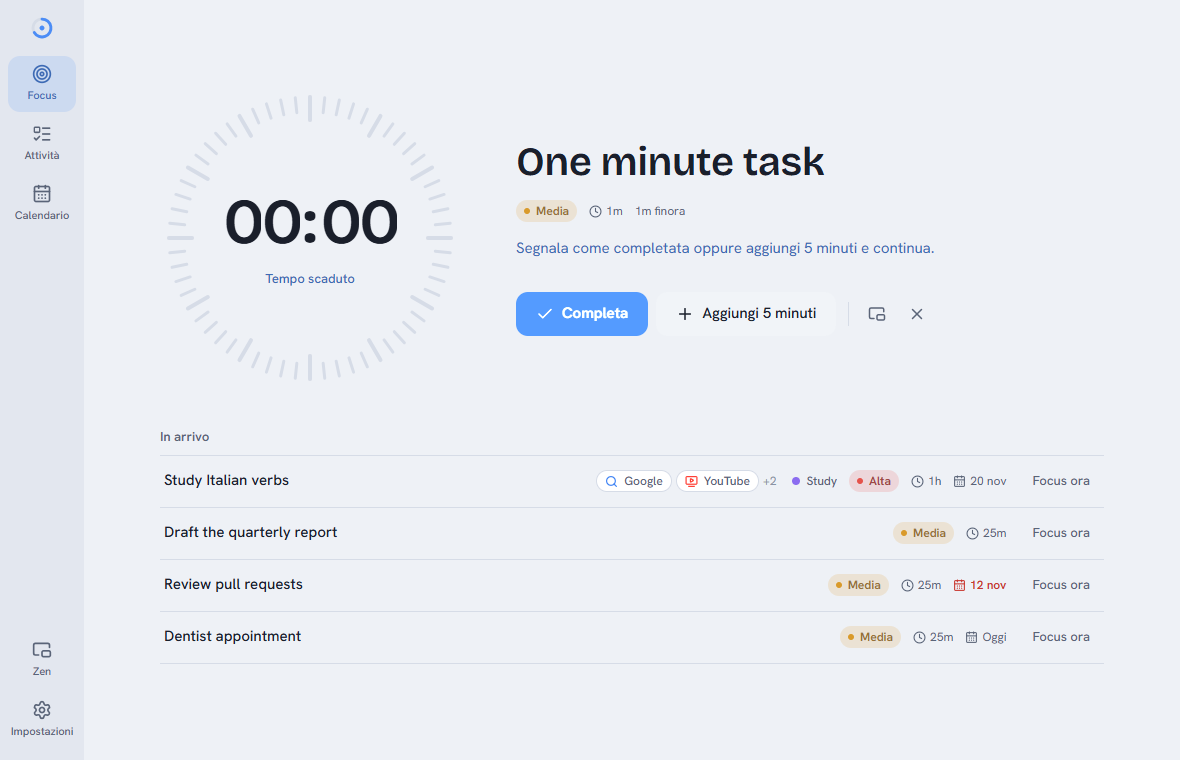 Focus
Attività
Calendario
Zen
Impostazioni
00:00
Tempo scaduto
One minute task
Media 1m 1m finora
Segnala come completata oppure aggiungi 5 minuti e continua.
Completa Aggiungi 5 minuti
In arrivo
Study Italian verbs Google YouTube +2 Study Alta 1h 20 nov Focus ora
Draft the quarterly report Media 25m Focus ora
Review pull requests Media 25m 12 nov Focus ora
Dentist appointment Media 25m Oggi Focus ora